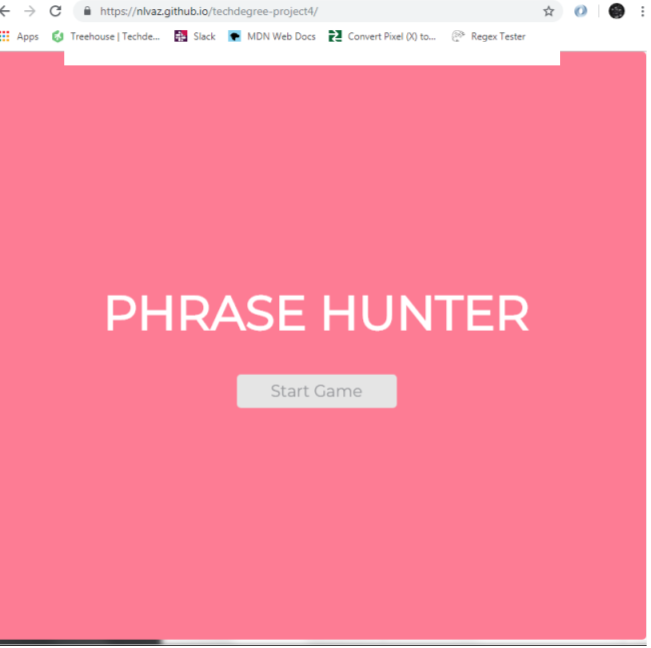 https://nlvaz.github.io/techdegree-project4/
Apps Treehouse | Techde... Slack MDN Web Docs Convert Pixel (X) to... Regex Tester
PHRASE HUNTER
Start Game